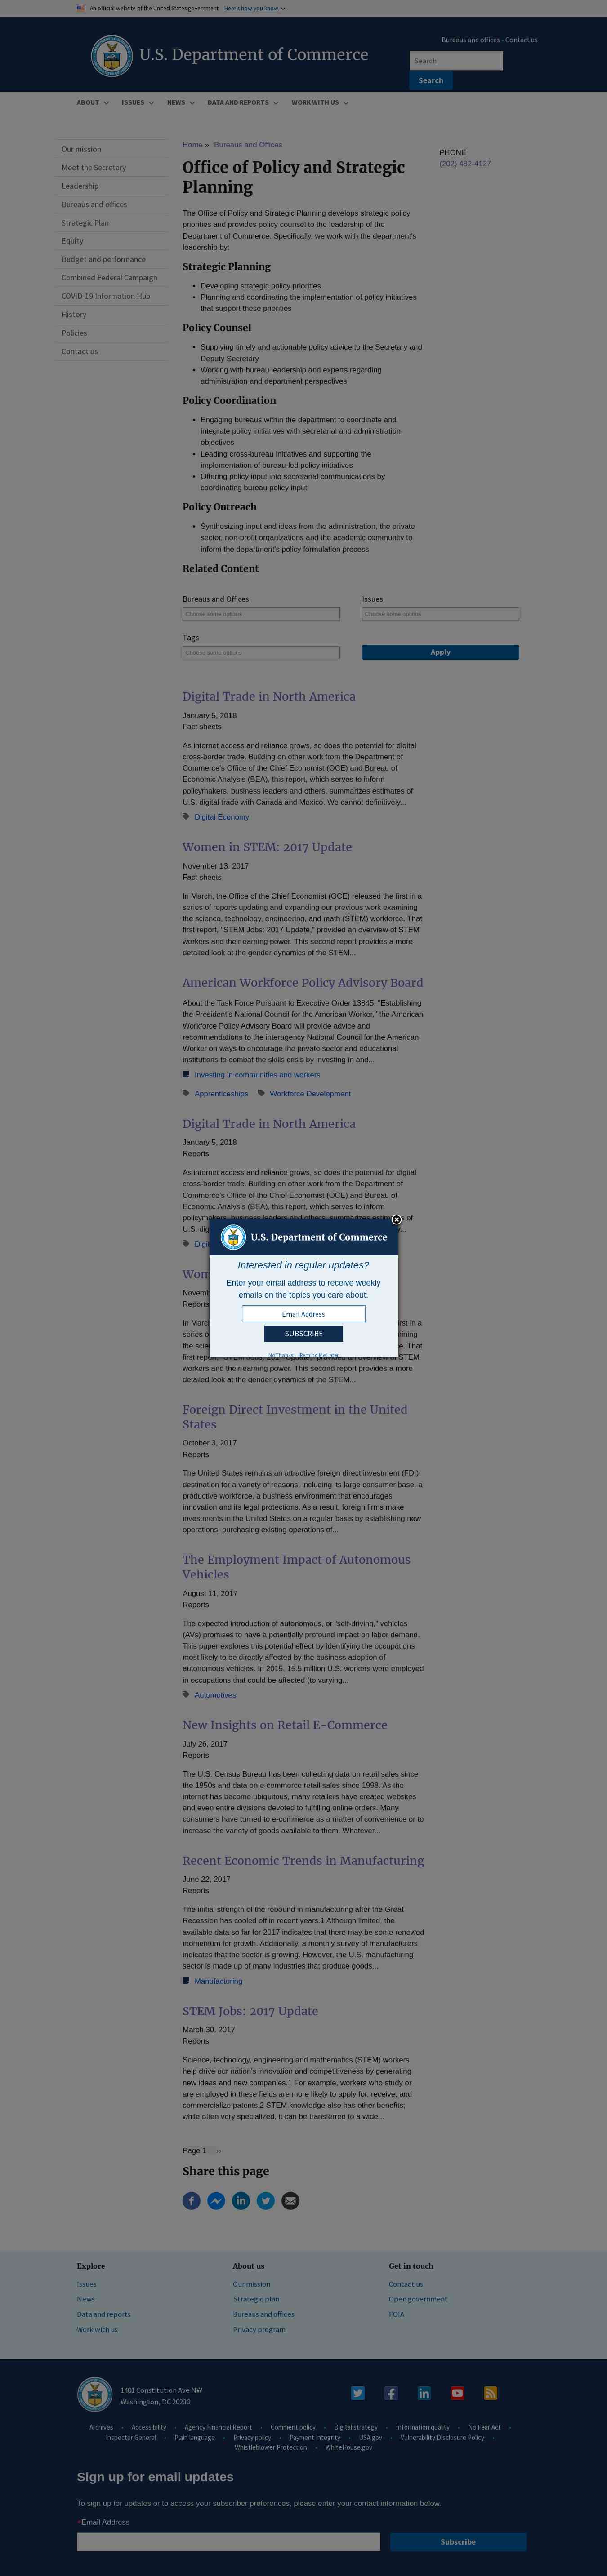 An official website of the United States government Here's how you know
U.S. Department of Commerce
Bureaus and offices - Contact us
Search
Search
ABOUT ISSUES NEWS DATA AND REPORTS WORK WITH US
Our mission
Meet the Secretary
Leadership
Bureaus and offices
Strategic Plan
Equity
Budget and performance
Combined Federal Campaign
COVID-19 Information Hub
History
Policies
Contact us
Home » Bureaus and Offices
Office of Policy and Strategic
Planning
The Office of Policy and Strategic Planning develops strategic policy
priorities and provides policy counsel to the leadership of the
Department of Commerce. Specifically, we work with the department's
leadership by:
Strategic Planning
Developing strategic policy priorities
Planning and coordinating the implementation of policy initiatives
that support these priorities
Policy Counsel
Supplying timely and actionable policy advice to the Secretary and
Deputy Secretary
Working with bureau leadership and experts regarding
administration and department perspectives
Policy Coordination
Engaging bureaus within the department to coordinate and
integrate policy initiatives with secretarial and administration
objectives
Leading cross-bureau initiatives and supporting the
implementation of bureau-led policy initiatives
Offering policy input into secretarial communications by
coordinating bureau policy input
Policy Outreach
Synthesizing input and ideas from the administration, the private
sector, non-profit organizations and the academic community to
inform the department's policy formulation process
Related Content
PHONE
(202) 482-4127
Bureaus and Offices
Choose some options
Issues
Choose some options
Tags
Choose some options
Apply
Digital Trade in North America
January 5, 2018
Fact sheets
As internet access and reliance grows, so does the potential for digital
cross-border trade. Building on other work from the Department of
Commerce's Office of the Chief Economist (OCE) and Bureau of
Economic Analysis (BEA), this report, which serves to inform
policymakers, business leaders and others, summarizes estimates of
U.S. digital trade with Canada and Mexico. We cannot definitively...
Digital Economy
Women in STEM: 2017 Update
November 13, 2017
Fact sheets
In March, the Office of the Chief Economist (OCE) released the first in a
series of reports updating and expanding our previous work examining
the science, technology, engineering, and math (STEM) workforce. That
first report, "STEM Jobs: 2017 Update," provided an overview of STEM
workers and their earning power. This second report provides a more
detailed look at the gender dynamics of the STEM...
American Workforce Policy Advisory Board
About the Task Force Pursuant to Executive Order 13845, "Establishing
the President's National Council for the American Worker," the American
Workforce Policy Advisory Board will provide advice and
recommendations to the interagency National Council for the American
Worker on ways to encourage the private sector and educational
institutions to combat the skills crisis by investing in and...
Investing in communities and workers
Apprenticeships Workforce Development
Digital Trade in North America
January 5, 2018
Reports
As internet access and reliance grows, so does the potential for digital
cross-border trade. Building on other work from the Department of
Commerce's Office of the Chief Economist (OCE) and Bureau of
Economic Analysis (BEA), this report, which serves to inform
U.S. Department of Commerce
Interested in regular updates?
Enter your email address to receive weekly
emails on the topics you care about.
Email Address
SUBSCRIBE
No Thanks Remind Me Later
workers and their earning power. This second report provides a more
detailed look at the gender dynamics of the STEM...
Foreign Direct Investment in the United
States
October 3, 2017
Reports
The United States remains an attractive foreign direct investment (FDI)
destination for a variety of reasons, including its large consumer base, a
productive workforce, a business environment that encourages
innovation and its legal protections. As a result, foreign firms make
investments in the United States on a regular basis by establishing new
operations, purchasing existing operations of...
The Employment Impact of Autonomous
Vehicles
August 11, 2017
Reports
The expected introduction of autonomous, or “self-driving,” vehicles
(AVs) promises to have a potentially profound impact on labor demand.
This paper explores this potential effect by identifying the occupations
most likely to be directly affected by the business adoption of
autonomous vehicles. In 2015, 15.5 million U.S. workers were employed
in occupations that could be affected (to varying...
Automotives
New Insights on Retail E-Commerce
July 26, 2017
Reports
The U.S. Census Bureau has been collecting data on retail sales since
the 1950s and data on e-commerce retail sales since 1998. As the
internet has become ubiquitous, many retailers have created websites
and even entire divisions devoted to fulfilling online orders. Many
consumers have turned to e-commerce as a matter of convenience or to
increase the variety of goods available to them. Whatever...
Recent Economic Trends in Manufacturing
June 22, 2017
Reports
The initial strength of the rebound in manufacturing after the Great
Recession has cooled off in recent years.1 Although limited, the
available data so far for 2017 indicates that there may be some renewed
momentum for growth. Additionally, a monthly survey of manufacturers
indicates that the sector is growing. However, the U.S. manufacturing
sector is made up of many industries that produce goods...
Manufacturing
STEM Jobs: 2017 Update
March 30, 2017
Reports
Science, technology, engineering and mathematics (STEM) workers
help drive our nation's innovation and competitiveness by generating
new ideas and new companies.1 For example, workers who study or
are employed in these fields are more likely to apply for, receive, and
commercialize patents.2 STEM knowledge also has other benefits;
while often very specialized, it can be transferred to a wide...
Page 1 ››
Share this page
Explore
Issues
News
Data and reports
Work with us
About us
Our mission
Strategic plan
Bureaus and offices
Privacy program
Get in touch
Contact us
Open government
FOIA
1401 Constitution Ave NW
Washington, DC 20230
Archives - Accessibility - Agency Financial Report - Comment policy - Digital strategy - Information quality - No Fear Act -
Inspector General - Plain language - Privacy policy - Payment Integrity - USA.gov - Vulnerability Disclosure Policy -
Whistleblower Protection - WhiteHouse.gov
Sign up for email updates
To sign up for updates or to access your subscriber preferences, please enter your contact information below.
*Email Address
Subscribe